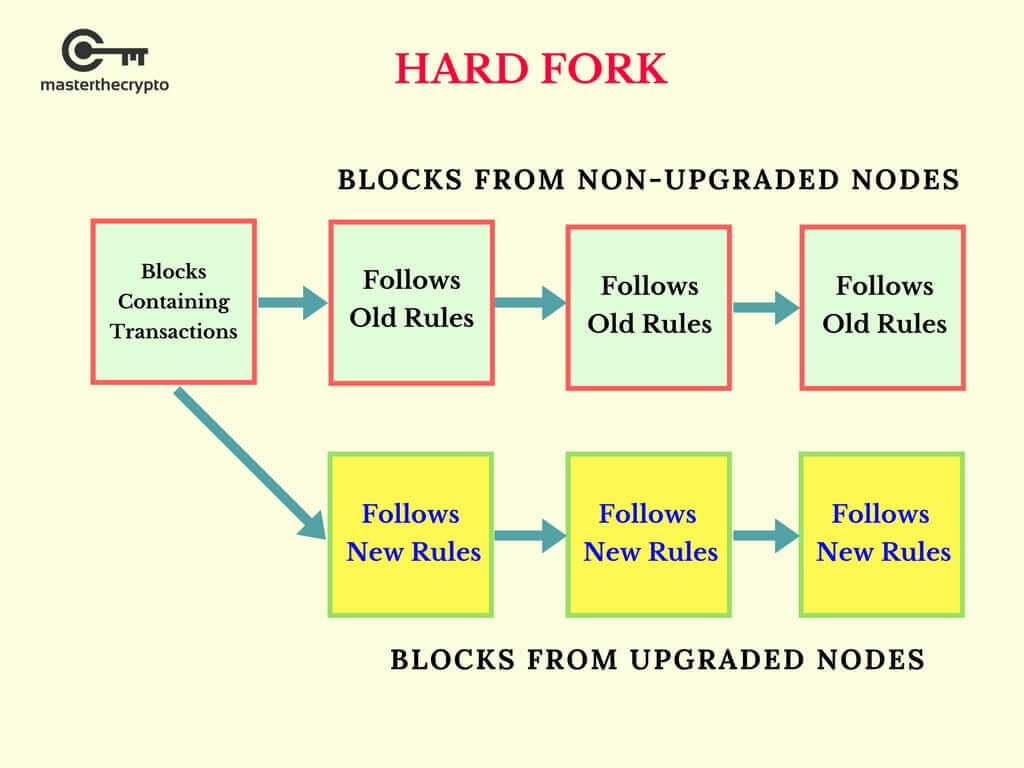 masterthecrypto
HARD FORK
BLOCKS FROM NON-UPGRADED NODES
Blocks
Containing
Transactions
Follows
Old Rules
Follows
Old Rules
Follows
Old Rules
Follows
New Rules
Follows
New Rules
Follows
New Rules
BLOCKS FROM UPGRADED NODES